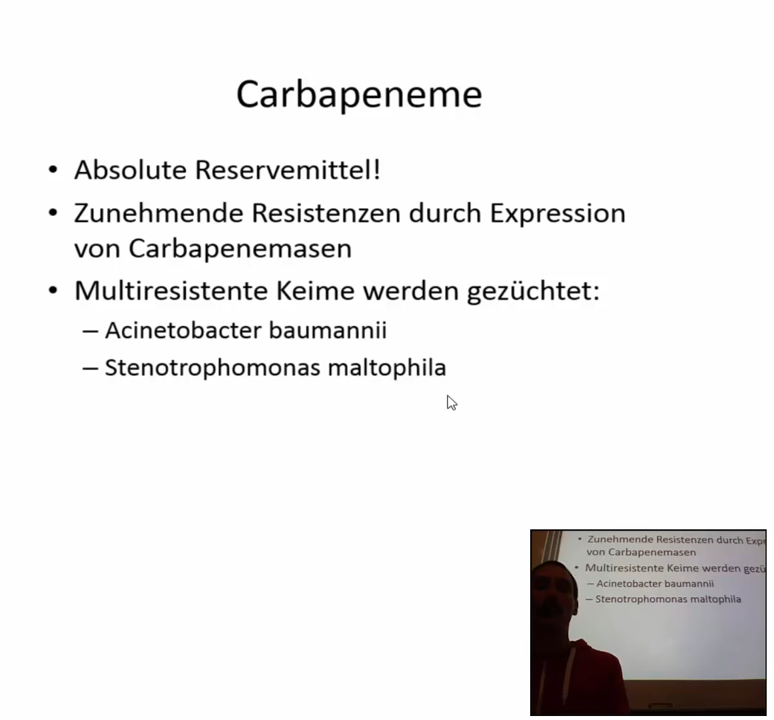 Carbapeneme
• Absolute Reservemittel!
• Zunehmende Resistenzen durch Expression
von Carbapenemasen
• Multiresistente Keime werden gezüchtet:
– Acinetobacter baumannii
– Stenotrophomonas maltophila
• Zunehmende Resistenzen durch Exp
von Carbapenemasen
• Multiresistente Keime werden gezü
– Acinetobacter baumannii
– Stenotrophomonas maltophila